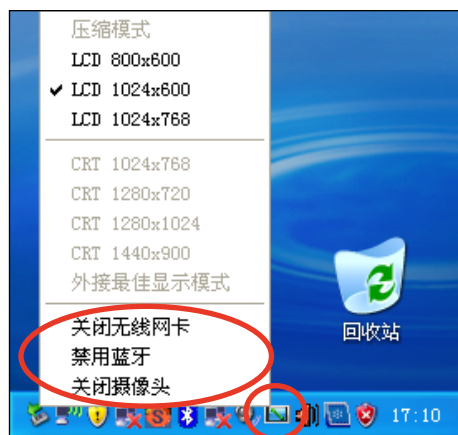 压缩模式
LCD 800x600
LCD 1024x600
LCD 1024x768
CRT 1024x768
CRT 1280x720
CRT 1280x1024
CRT 1440x900
外接最佳显示模式
关闭无线网卡
禁用蓝牙
关闭摄像头
回收站
17:10